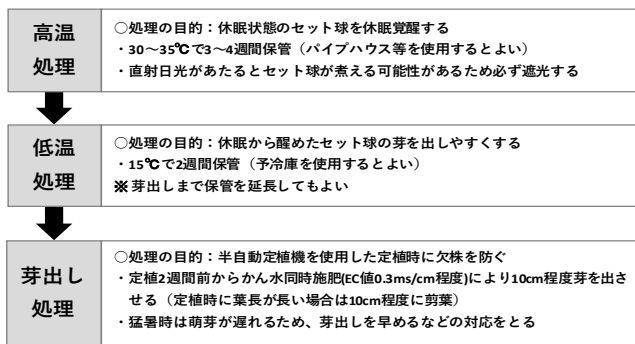 高温
処理
○処理の目的：休眠状態のセット球を休眠覚醒する
・30～35℃で3～4週間保管（パイプハウス等を使用するとよい）
・直射日光があたるとセット球が煮える可能性があるため必ず遮光する
低温
処理
○処理の目的：休眠から醒めたセット球の芽を出しやすくする
・15℃で2週間保管（予冷庫を使用するとよい）
※芽出しまで保管を延長してもよい
芽出し
処理
○処理の目的：半自動定植機を使用した定植時に欠株を防ぐ
・定植2週間前からかん水同時施肥(EC値0.3ms/cm程度)により10cm程度芽を出さ
せる（定植時に葉長が長い場合は10cm程度に剪葉）
・猛暑時は萌芽が遅れるため、芽出しを早めるなどの対応をとる